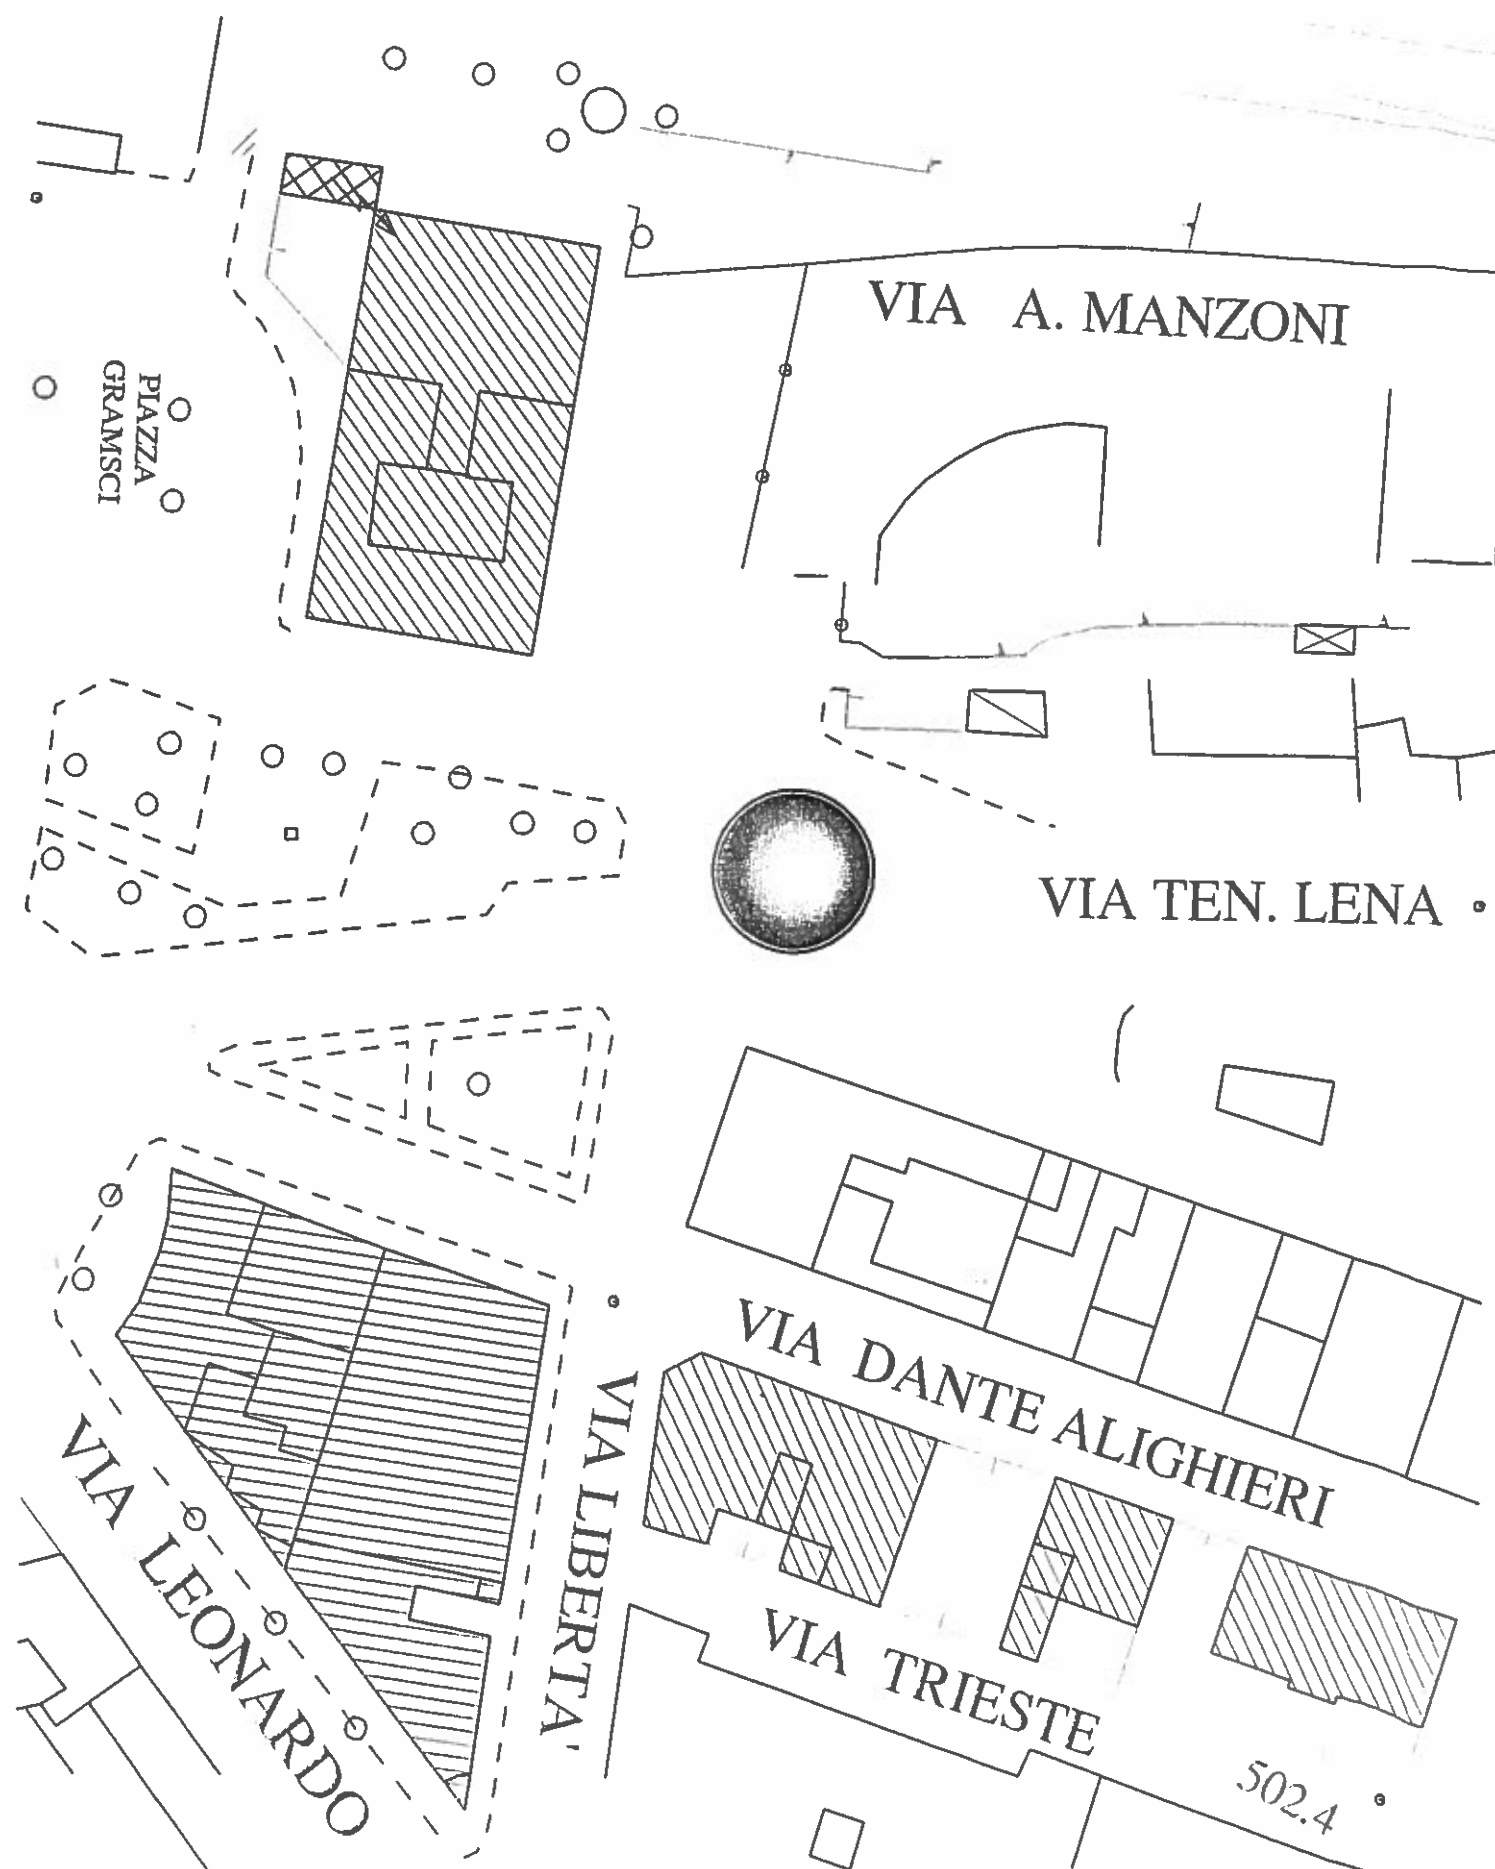 VIA A. MANZONI
PIAZZA
GRAMSCI
VIA TEN. LENA
VIA DANTE ALIGHIERI
VIA LIBERTA'
VIA LEONARDO
VIA TRIESTE
502.4